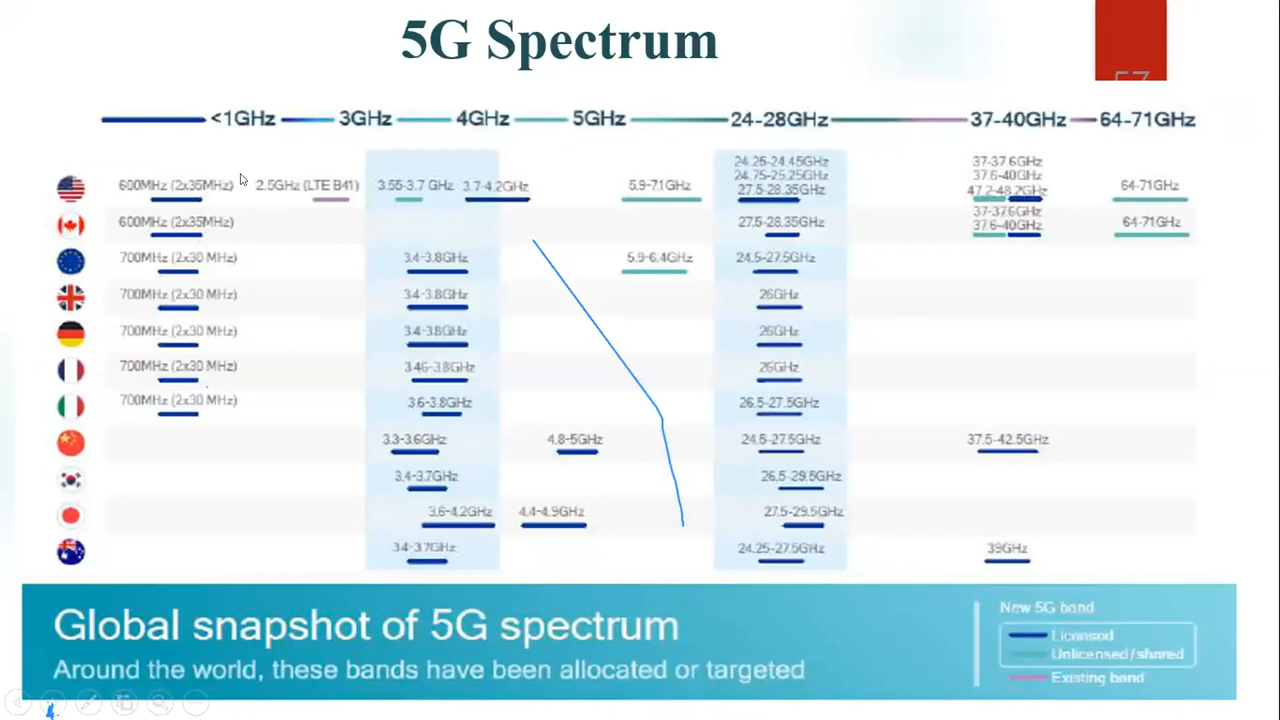 5G Spectrum
57
<1GHz 3GHz 4GHz 5GHz 24-28GHz 37-40GHz 64-71GHz
24.25-24.45GHz 37-37.6GHz
24.75-25.25GHz 37.6-40GHz
600MHz (2x35MHz) 2.5GHz (LTE B41) 3.55-3.7 GHz 3.7-4.2GHz 5.9-7.1GHz 27.5-28.35GHz 47.2-48.2GHz 64-71GHz
37-37.6GHz
600MHz (2x35MHz) 27.5-28.35GHz 37.6-40GHz 64-71GHz
700MHz (2x30 MHz) 3.4-3.8GHz 5.9-6.4GHz 24.5-27.5GHz
700MHz (2x30 MHz) 3.4-3.8GHz 26GHz
700MHz (2x30 MHz) 3.4-3.8GHz 26GHz
700MHz (2x30 MHz) 3.46-3.8GHz 26GHz
700MHz (2x30 MHz) 3.6-3.8GHz 26.5-27.5GHz
3.3-3.6GHz 4.8-5GHz 24.5-27.5GHz 37.5-42.5GHz
3.4-3.7GHz 26.5-29.5GHz
3.6-4.2GHz 4.4-4.9GHz 27.5-29.5GHz
3.4-3.7GHz 24.25-27.5GHz 39GHz
Global snapshot of 5G spectrum
Around the world, these bands have been allocated or targeted
New 5G band
Licensed
Unlicensed/shared
Existing band